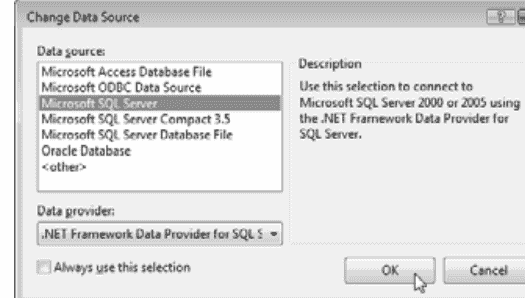 Change Data Source
Data source:
Microsoft Access Database File
Microsoft ODBC Data Source
Microsoft SQL Server
Microsoft SQL Server Compact 3.5
Microsoft SQL Server Database File
Oracle Database
<other>
Description
Use this selection to connect to
Microsoft SQL Server 2000 or 2005 using
the .NET Framework Data Provider for
SQL Server.
Data provider:
.NET Framework Data Provider for SQL S
Always use this selection
OK
Cancel